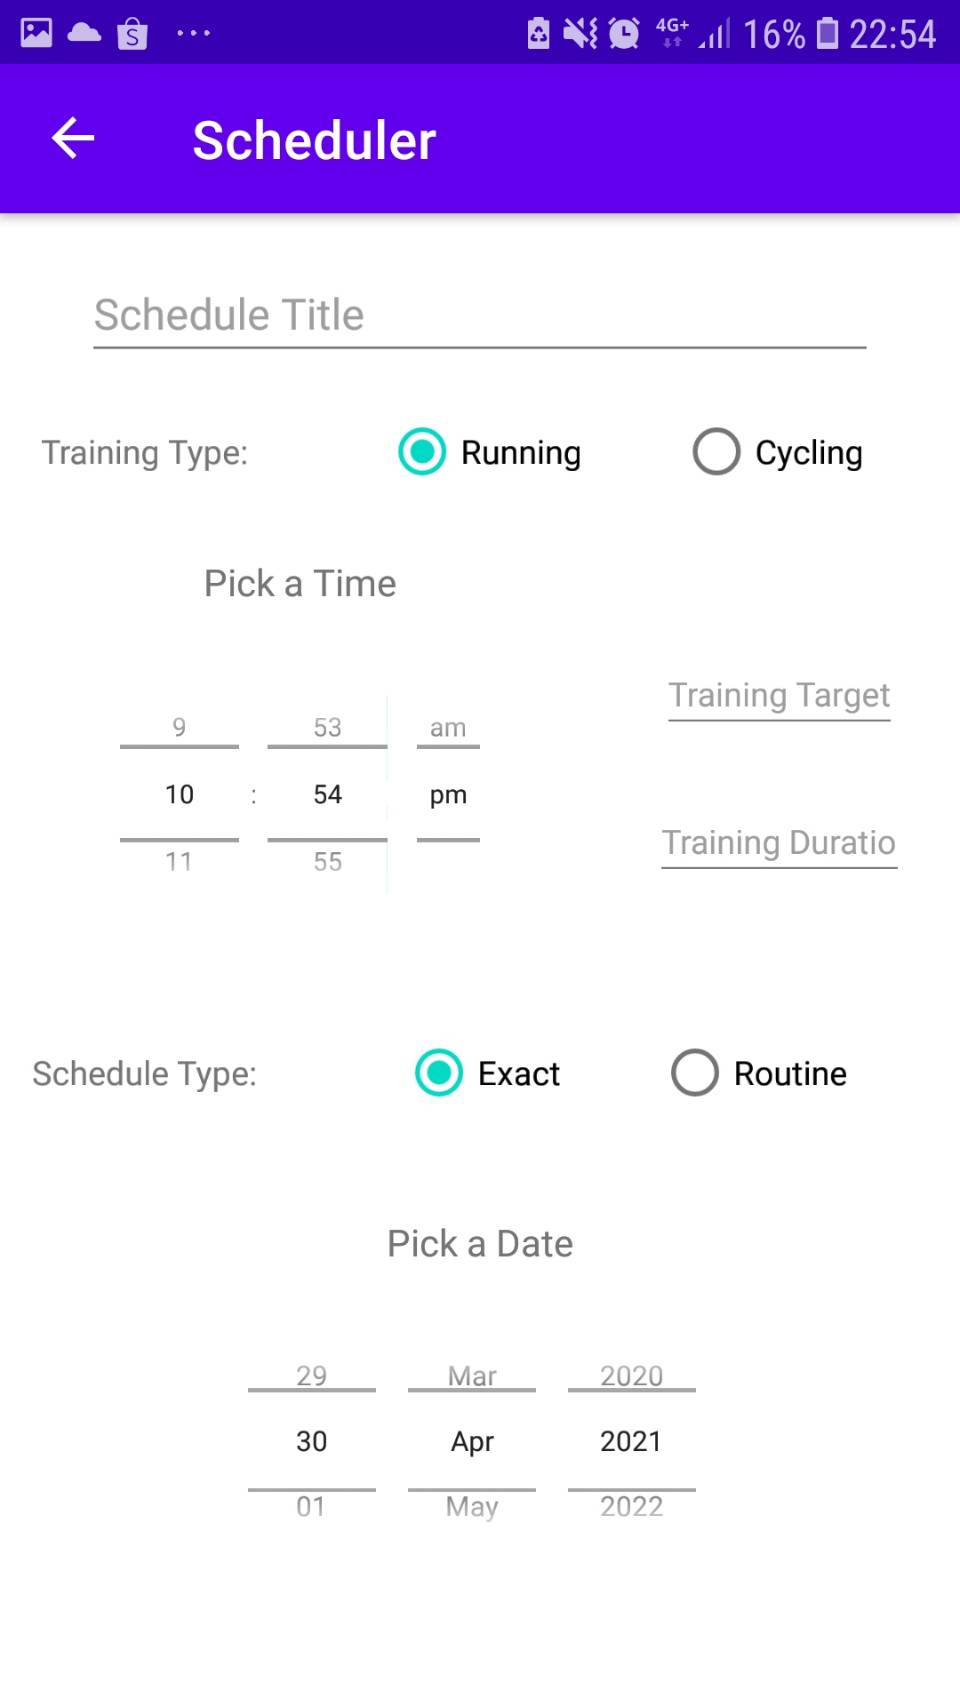 4G+ 16% 22:54
Scheduler
Schedule Title
Training Type: Running Cycling
Pick a Time
Training Target
9 53 am
10 : 54 pm
11 55
Training Duratio
Schedule Type: Exact Routine
Pick a Date
29 Mar 2020
30 Apr 2021
01 May 2022